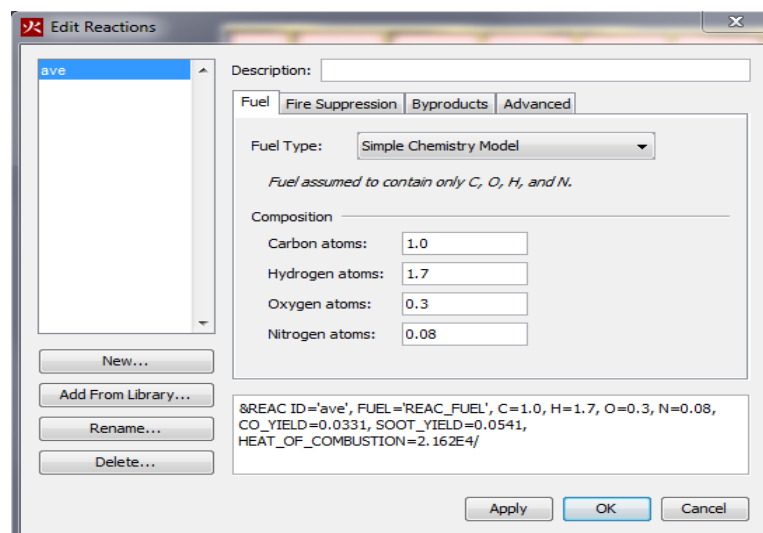 Edit Reactions
ave
Description:
Fuel Fire Suppression Byproducts Advanced
Fuel Type: Simple Chemistry Model
Fuel assumed to contain only C, O, H, and N.
Composition
Carbon atoms: 1.0
Hydrogen atoms: 1.7
Oxygen atoms: 0.3
Nitrogen atoms: 0.08
New...
Add From Library...
Rename...
Delete...
&REAC ID='ave', FUEL='REAC_FUEL', C=1.0, H=1.7, O=0.3, N=0.08,
CO_YIELD=0.0331, SOOT_YIELD=0.0541,
HEAT_OF_COMBUSTION=2.162E4/
Apply OK Cancel